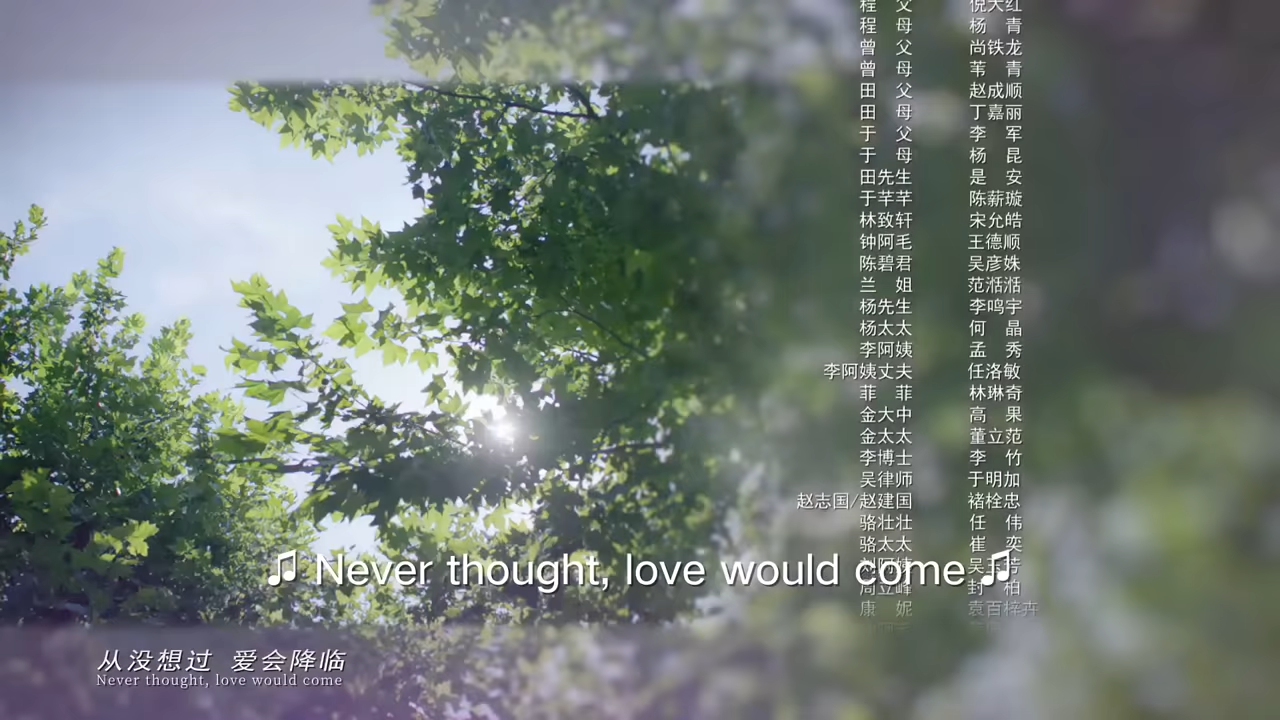 程 父 倪大红
程 母 杨 青
曾 父 尚铁龙
曾 母 苇 青
田 父 赵成顺
田 母 丁嘉丽
于 父 李 军
于 母 杨 昆
田先生 是 安
于芊芊 陈薪璇
林致轩 宋允皓
钟阿毛 王德顺
陈碧君 吴彦姝
兰 姐 范湉湉
杨先生 李鸣宇
杨太太 何 晶
李阿姨 孟 秀
李阿姨丈夫 任洛敏
菲 菲 林琳奇
金大中 高 果
金太太 董立范
李博士 李 竹
吴律师 于明加
赵志国/赵建国 褚栓忠
骆壮壮 任 伟
骆太太 崔 奕
♫ Never thought, love would come ♫
周立峰 封 柏
康 妮 袁百梓卉
从没想过 爱会降临
Never thought, love would come